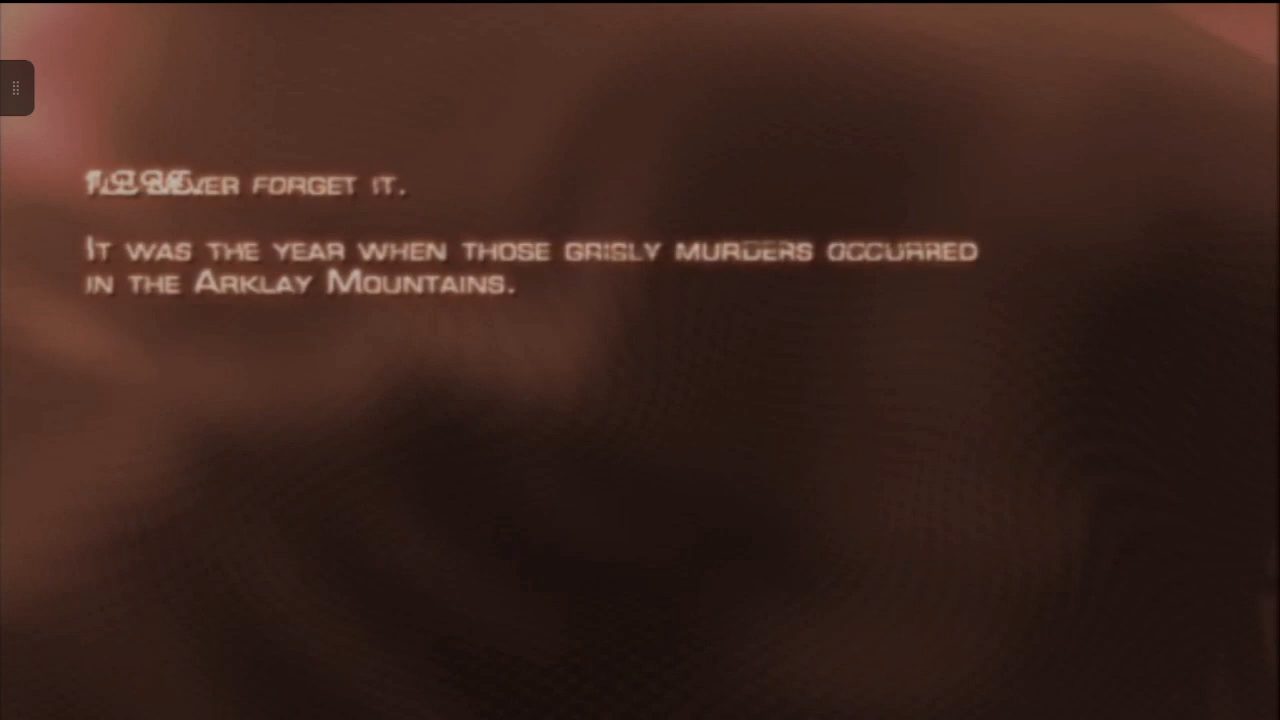 FORGET IT.
IT WAS THE YEAR WHEN THOSE GRISLY MURDERS OCCURRED
IN THE ARKLAY MOUNTAINS.